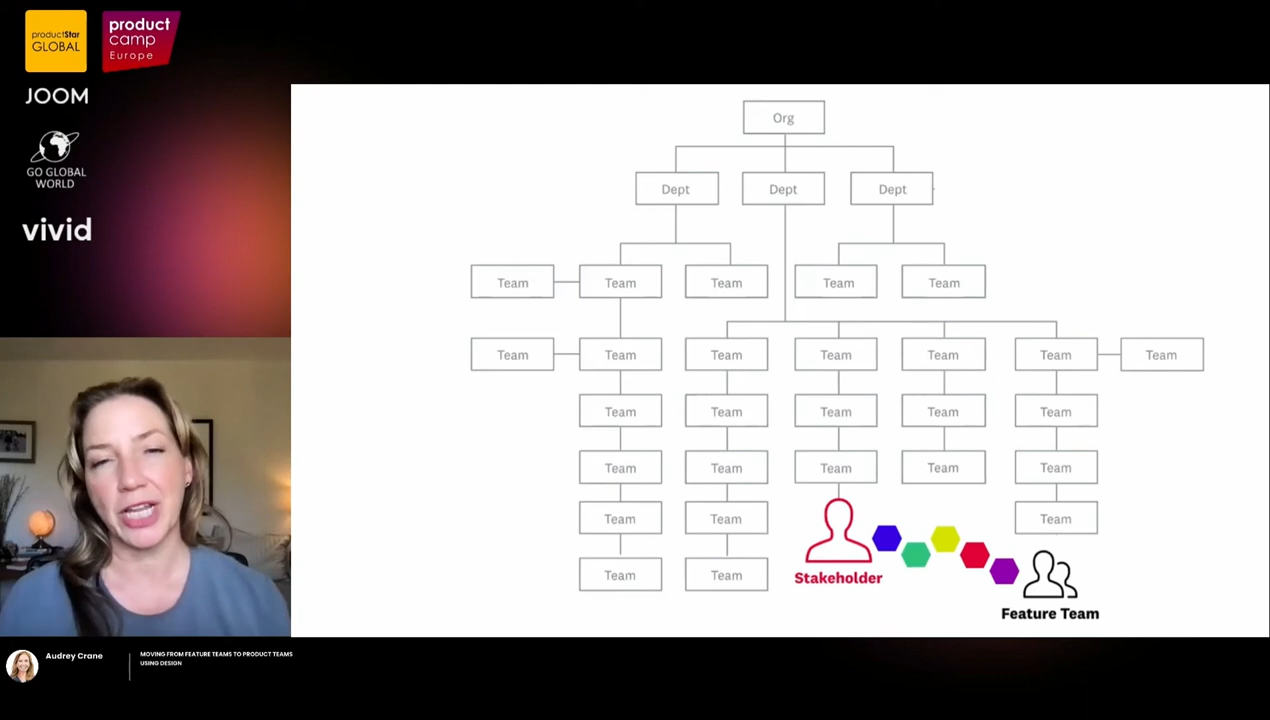 productStar
GLOBAL
product
camp
Europe
JOOM
GO GLOBAL
WORLD
vivid
Org
Dept Dept Dept
Team Team Team Team Team
Team Team Team Team Team Team Team
Team Team Team Team Team
Team Team Team Team Team
Team Team Team
Team Team
Stakeholder
Feature Team
Audrey Crane
MOVING FROM FEATURE TEAMS TO PRODUCT TEAMS
USING DESIGN